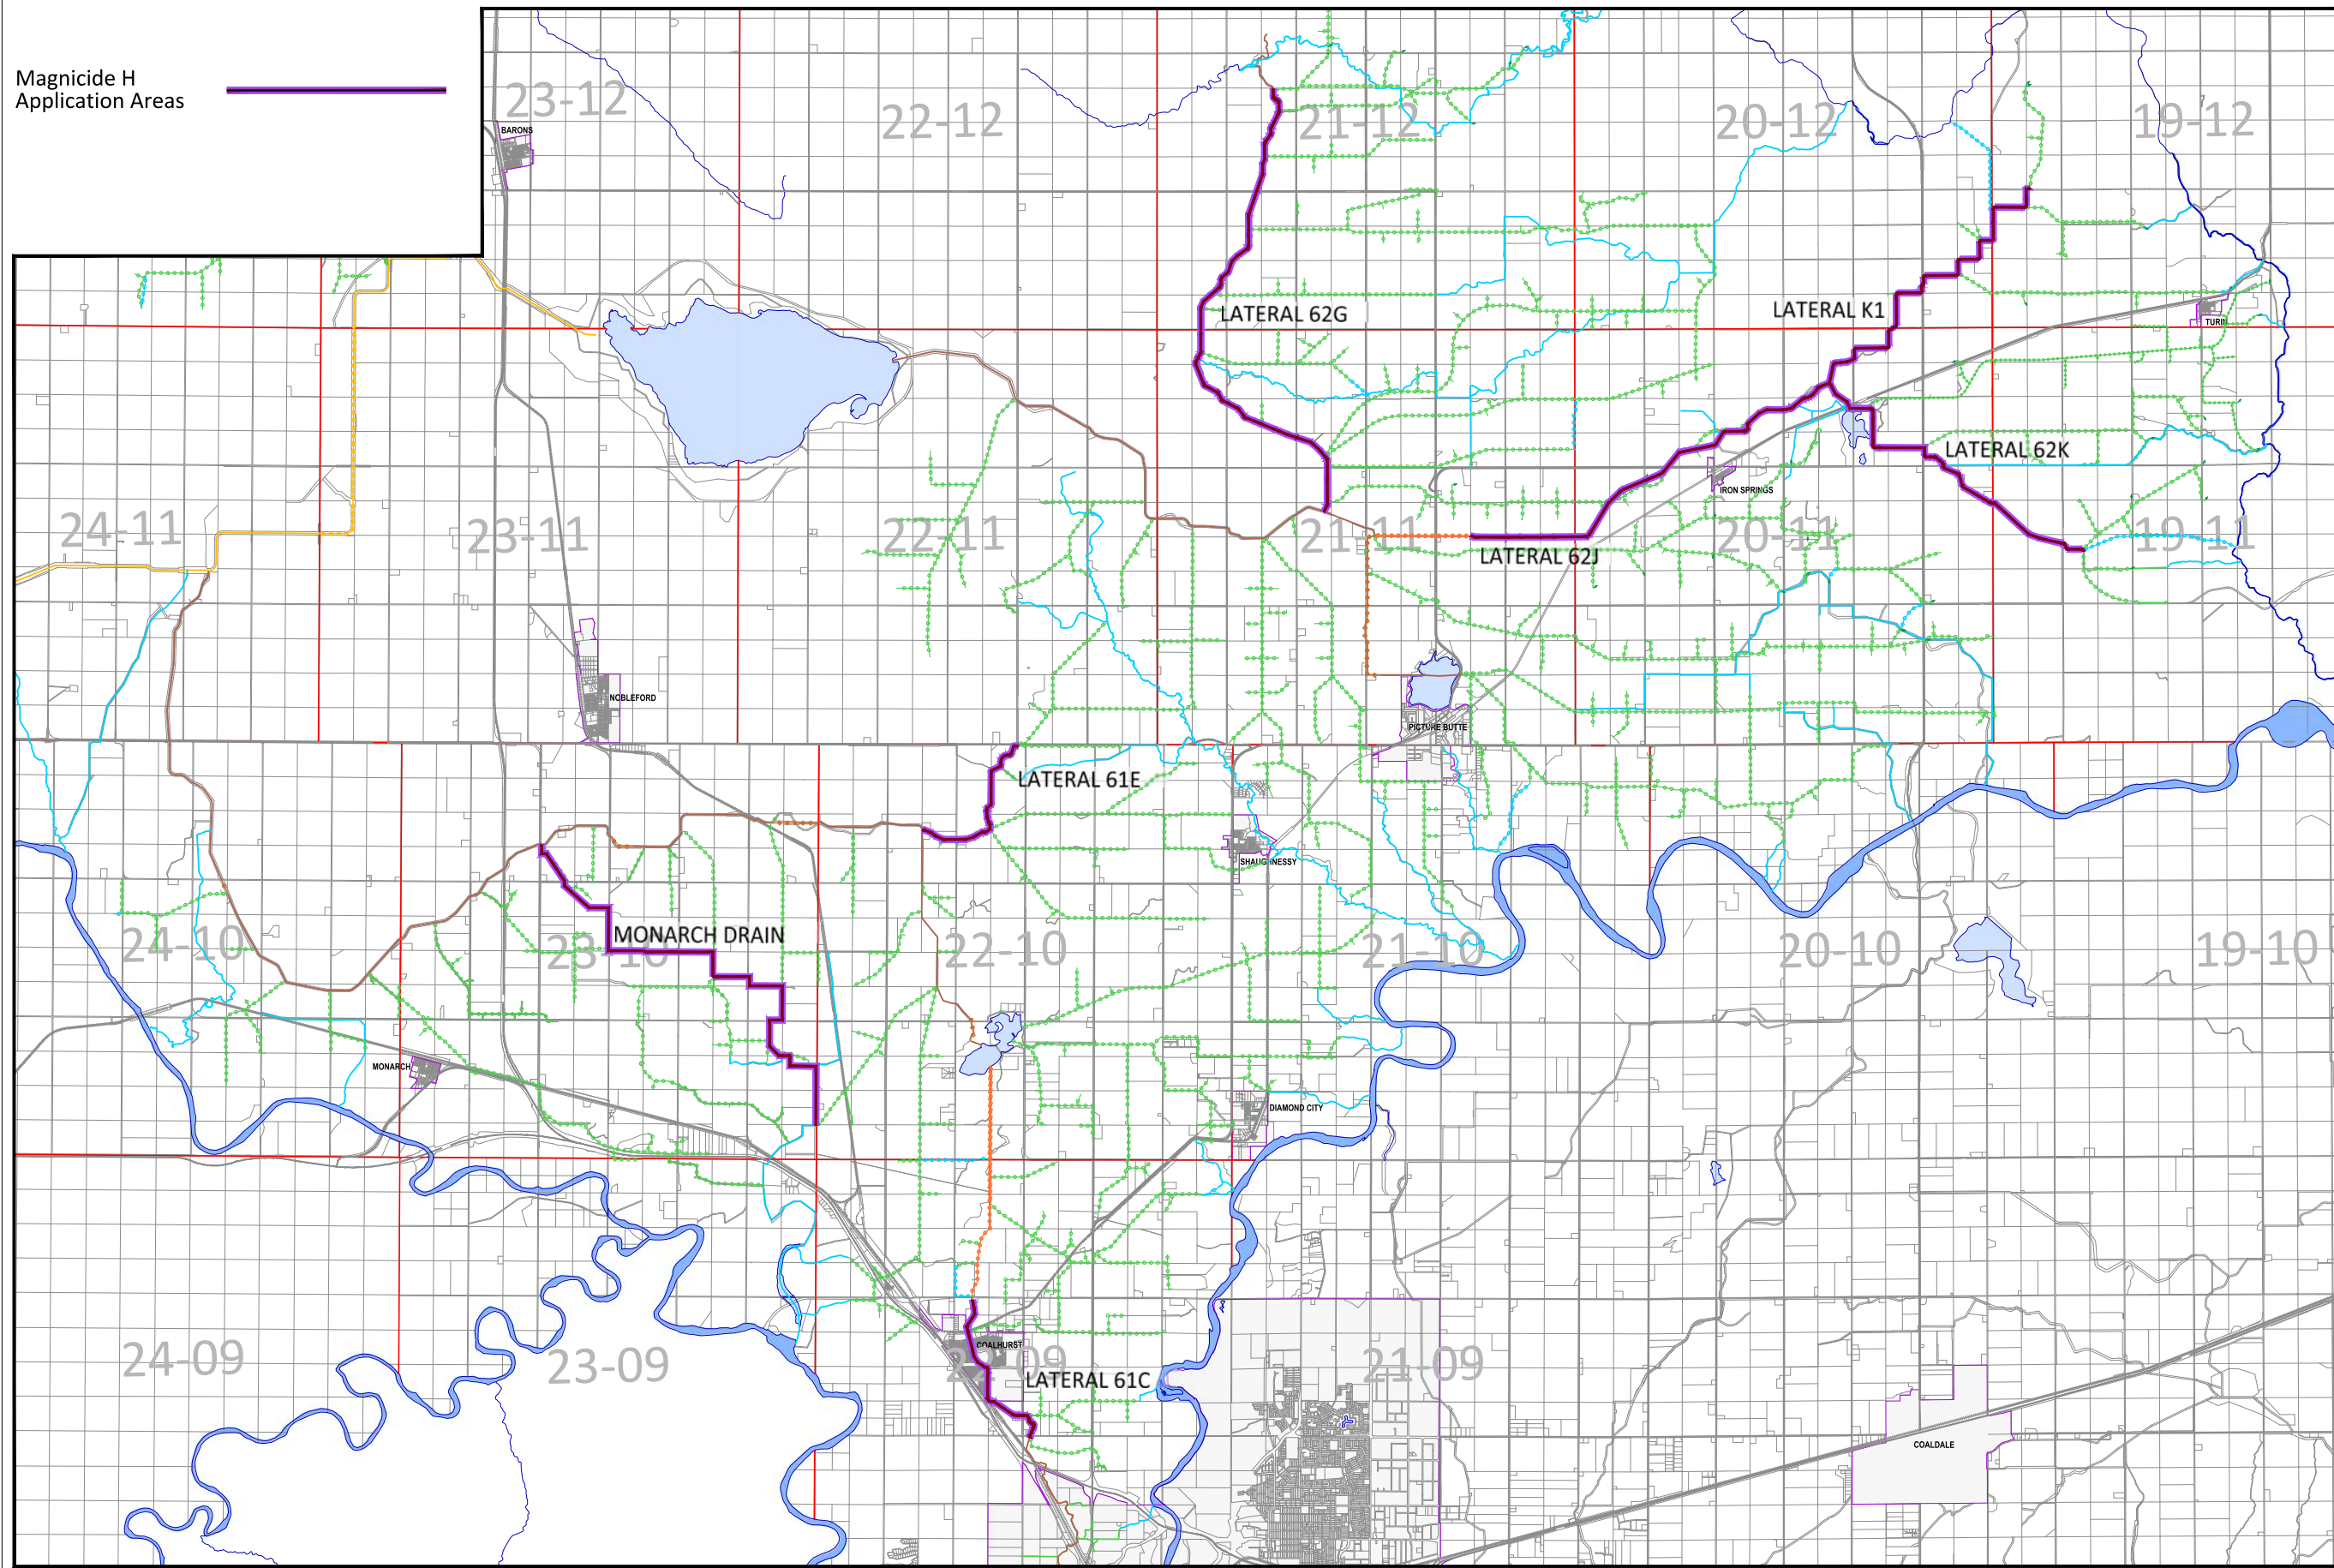 Magnicide H
Application Areas
23-12
22-12
21-12
20-12
19-12
BARONS
LATERAL 62G
LATERAL K1
TURIN
LATERAL 62K
IRON SPRINGS
24-11
23-11
22-11
21-11
20-11
19-11
LATERAL 62J
NOBLEFORD
PICTURE BUTTE
LATERAL 61E
SHAUGHNESSY
MONARCH DRAIN
24-10
23-10
22-10
21-10
20-10
19-10
MONARCH
DIAMOND CITY
COALHURST
24-09
23-09
22-09
21-09
LATERAL 61C
COALDALE